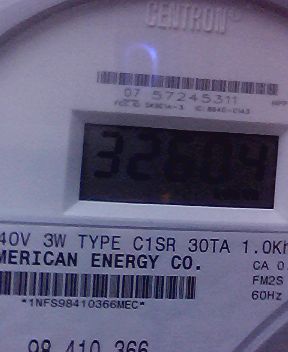 CENTRON®
07 57245311
32604
40V 3W TYPE C1SR 30TA 1.0Kh
MERICAN ENERGY CO.
CA 0.
FM2S
*1NFS98410366MEC*
60Hz
98 410 366